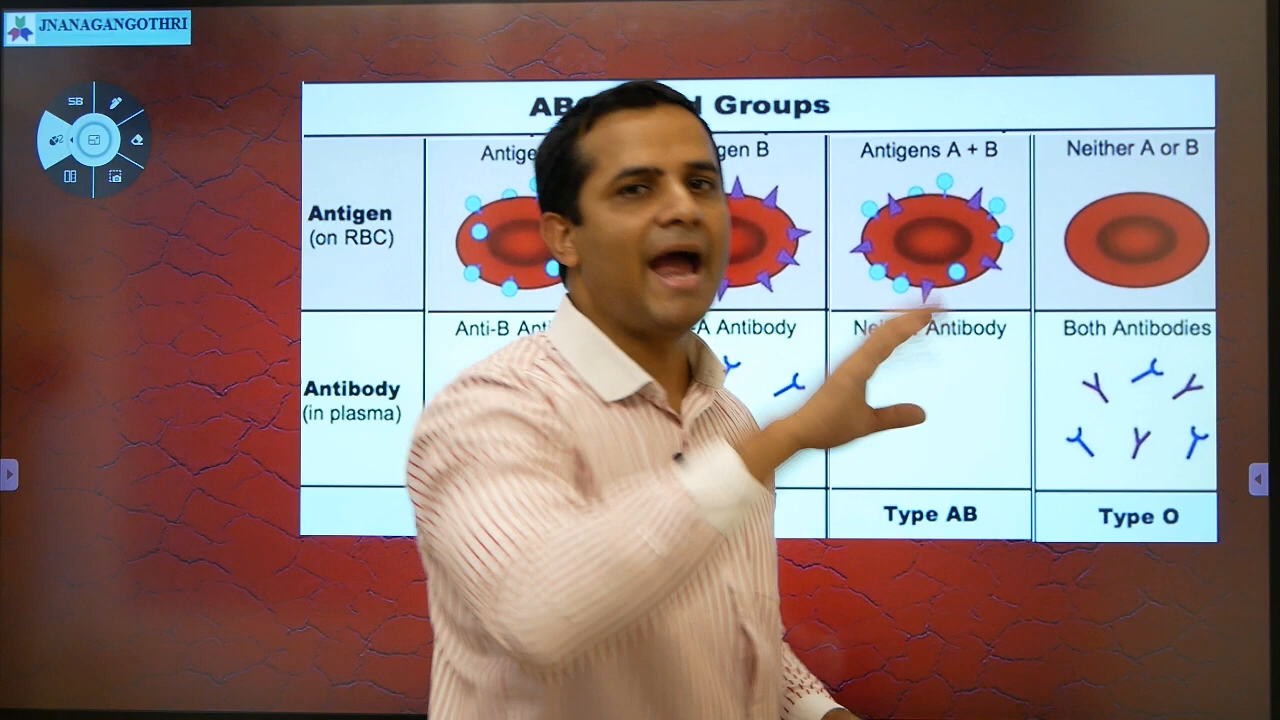 JNANAGANGOTHRI
SB
Groups
Antigens A + B
Neither A or B
Antigen
(on RBC)
Anti-B
A Antibody
Antibody
Both Antibodies
Antibody
(in plasma)
Type AB
Type O